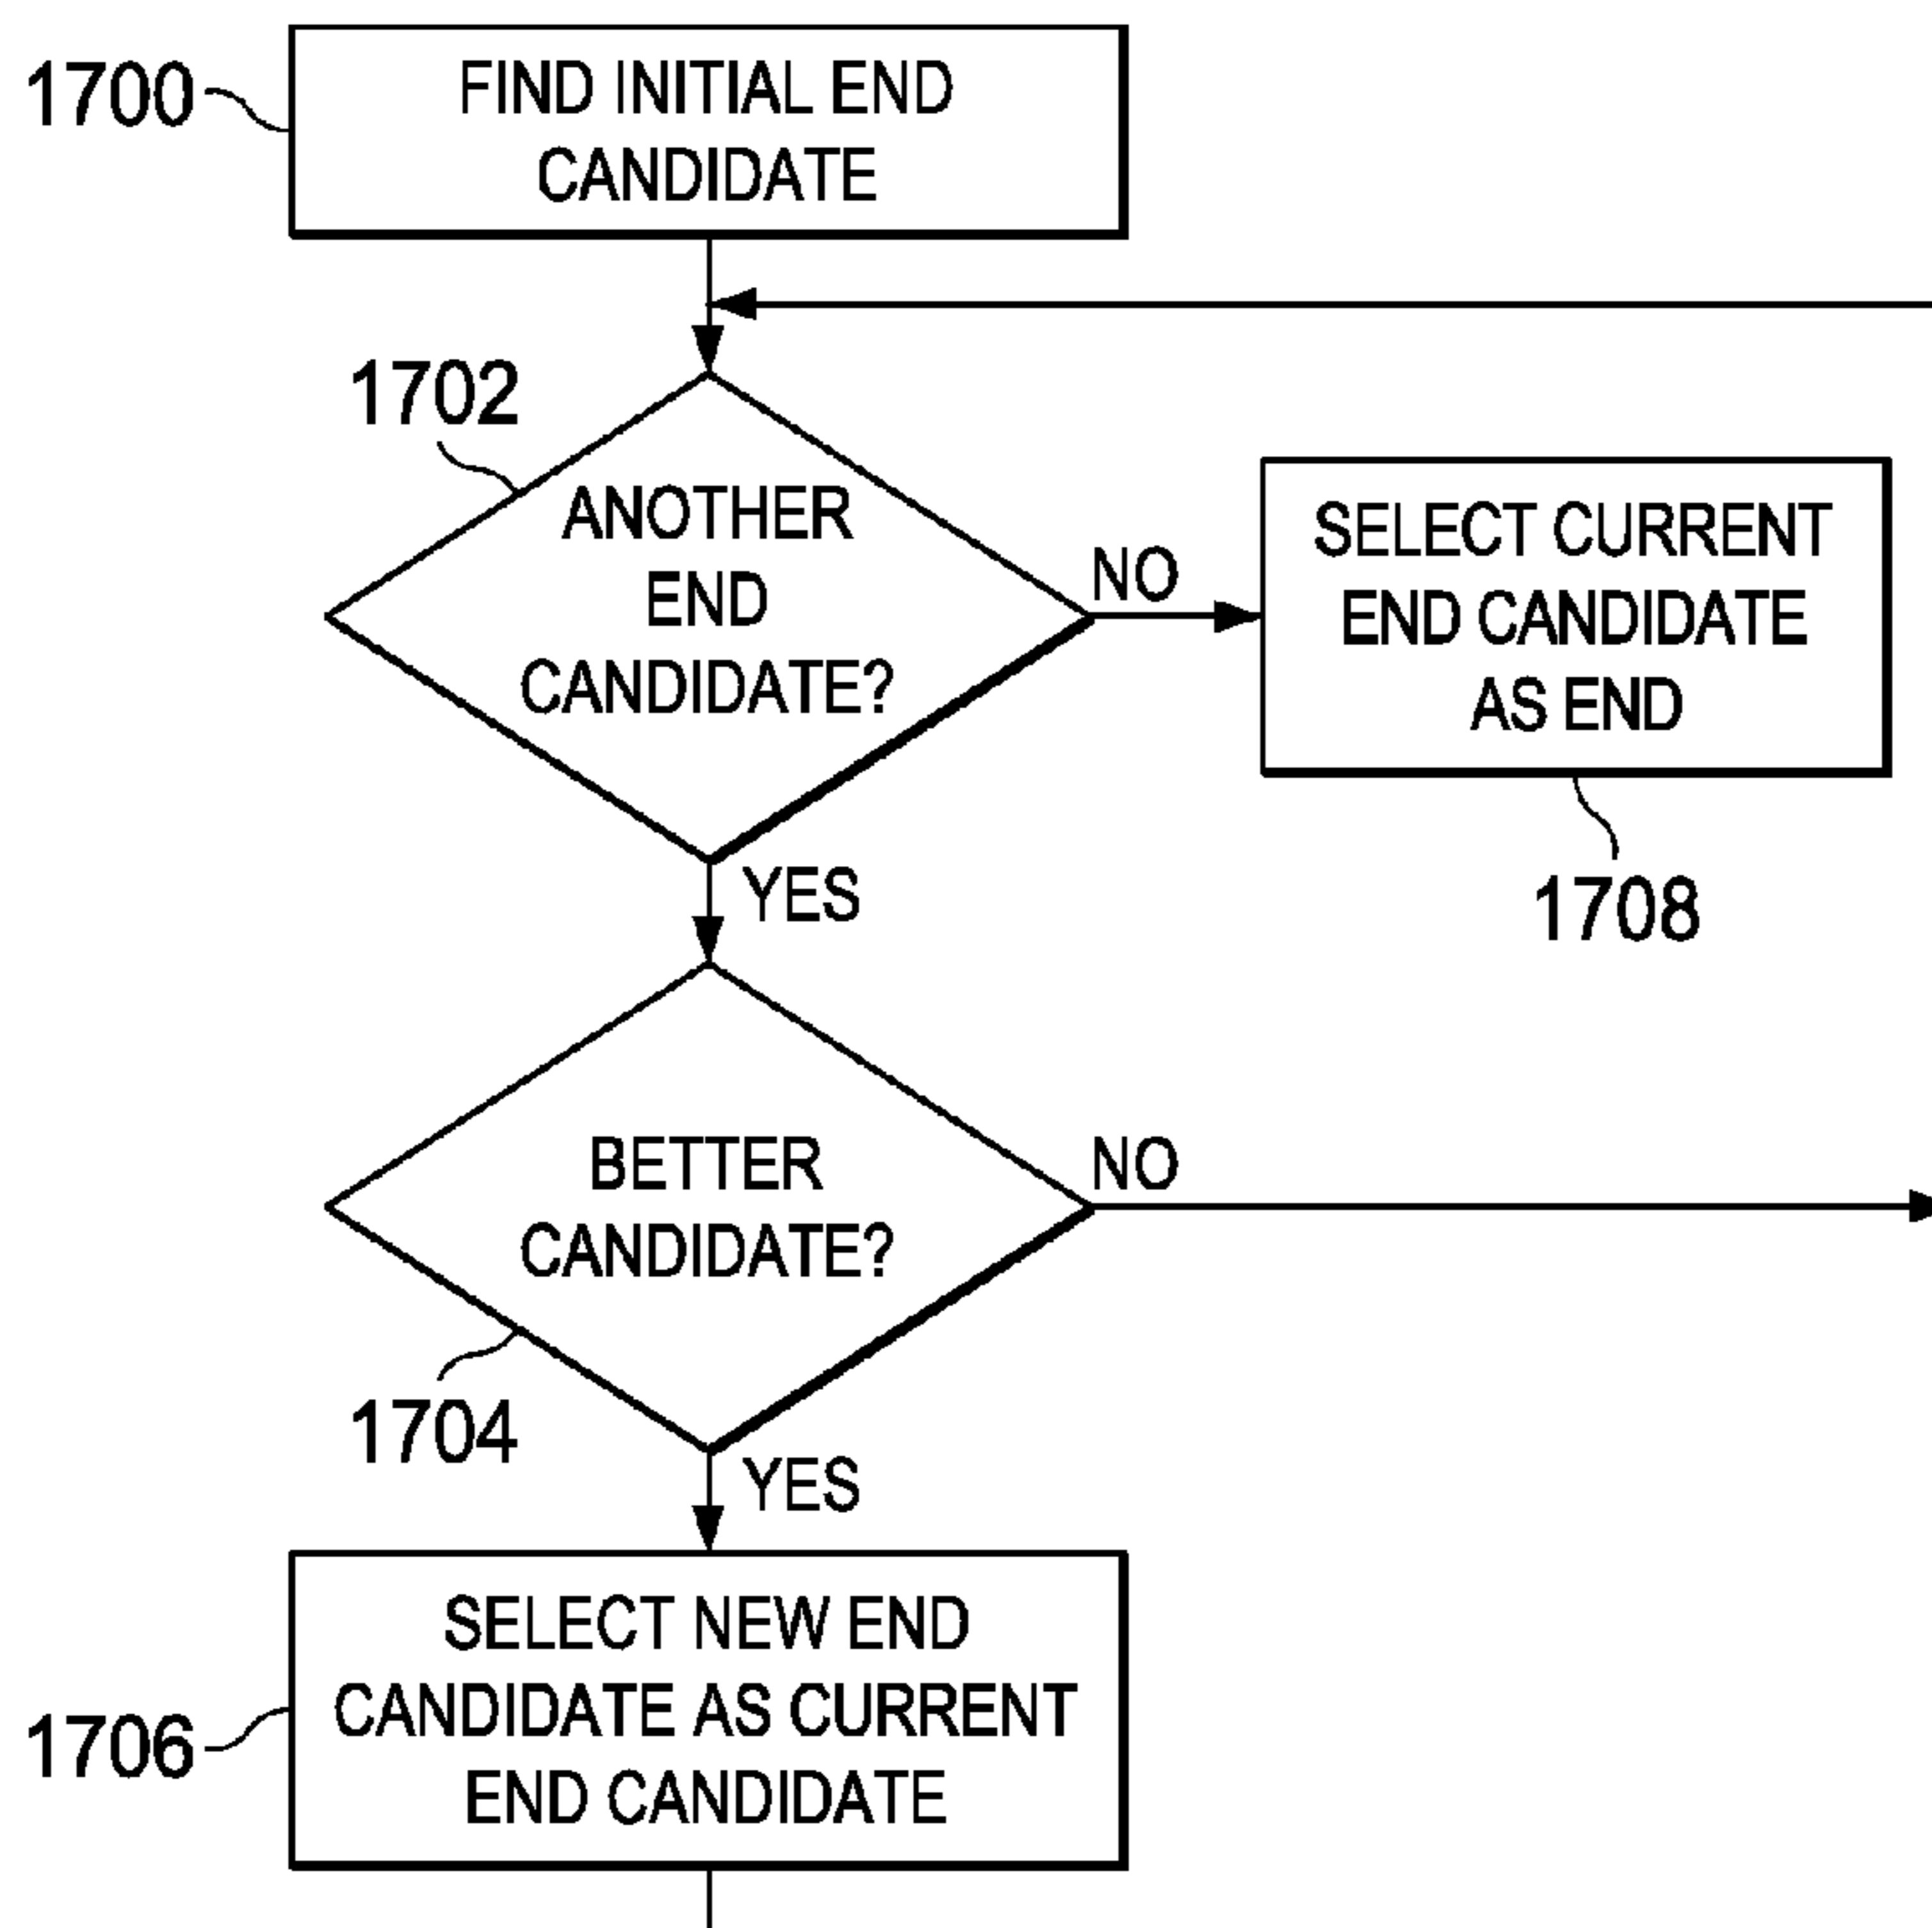 1700
FIND INITIAL END
CANDIDATE
1702
ANOTHER
END
CANDIDATE?
NO
SELECT CURRENT
END CANDIDATE
AS END
1708
YES
BETTER
CANDIDATE?
NO
1704
YES
SELECT NEW END
CANDIDATE AS CURRENT
END CANDIDATE
1706